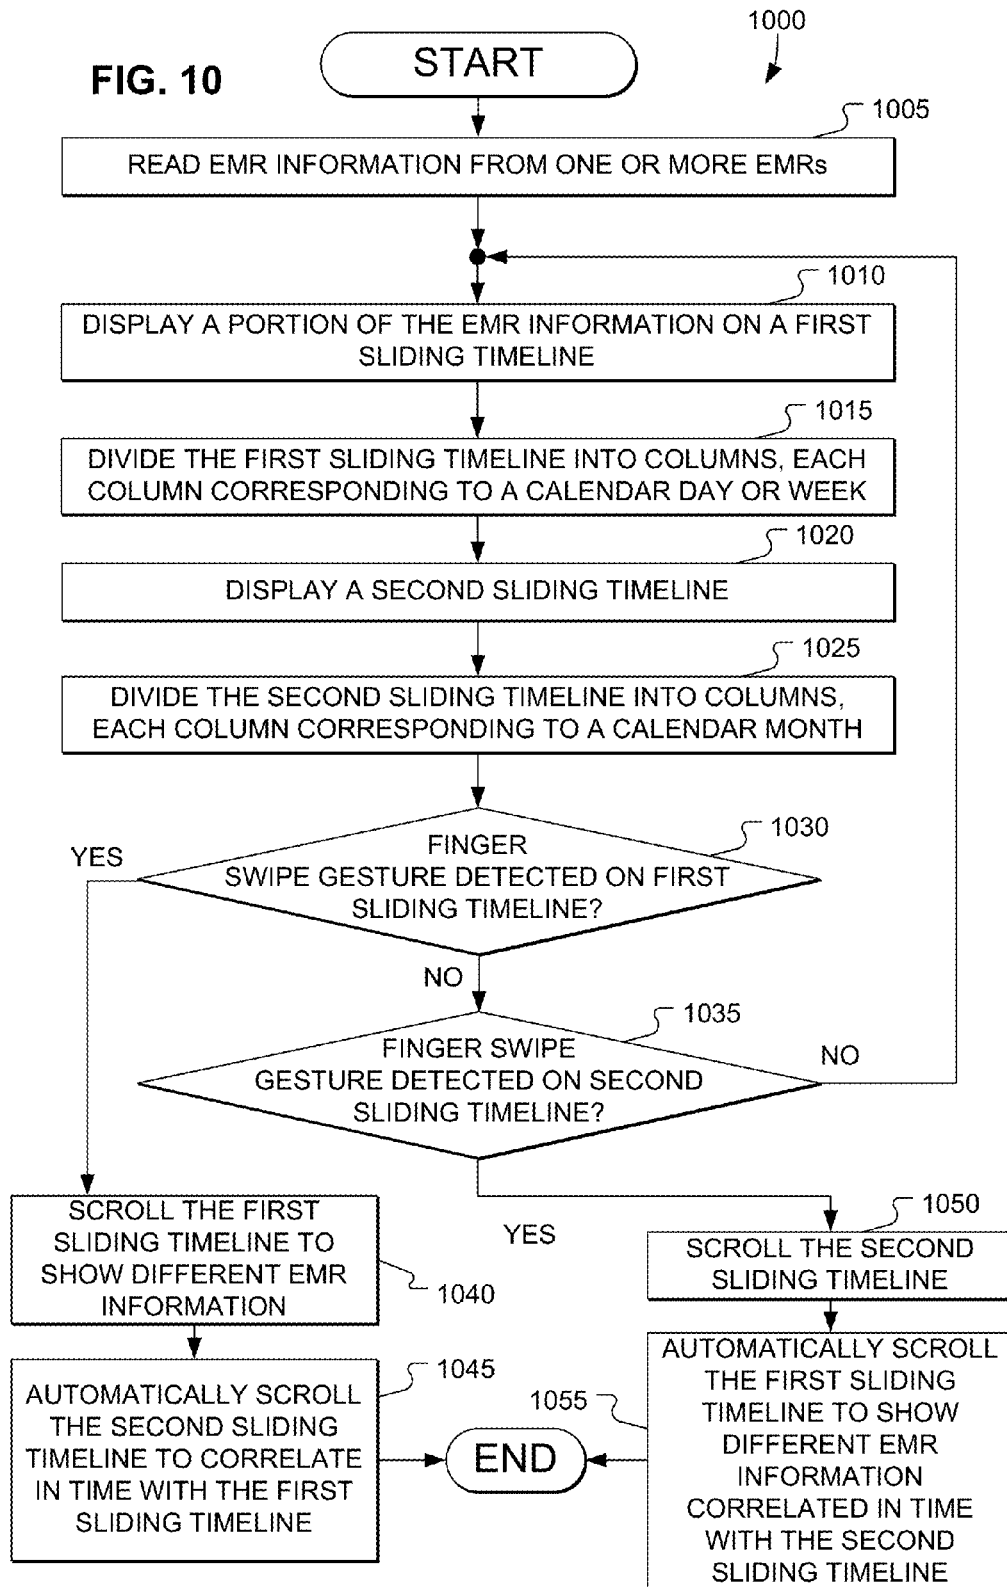 1000
START
FIG. 10
1005
READ EMR INFORMATION FROM ONE OR MORE EMRs
1010
DISPLAY A PORTION OF THE EMR INFORMATION ON A FIRST
SLIDING TIMELINE
1015
DIVIDE THE FIRST SLIDING TIMELINE INTO COLUMNS, EACH
COLUMN CORRESPONDING TO A CALENDAR DAY OR WEEK
1020
DISPLAY A SECOND SLIDING TIMELINE
1025
DIVIDE THE SECOND SLIDING TIMELINE INTO COLUMNS,
EACH COLUMN CORRESPONDING TO A CALENDAR MONTH
1030
YES
FINGER
SWIPE GESTURE DETECTED ON FIRST
SLIDING TIMELINE?
NO
1035
FINGER SWIPE
GESTURE DETECTED ON SECOND
SLIDING TIMELINE?
NO
YES
SCROLL THE FIRST
SLIDING TIMELINE TO
SHOW DIFFERENT EMR
INFORMATION
1040
1050
SCROLL THE SECOND
SLIDING TIMELINE
1045
AUTOMATICALLY SCROLL
THE SECOND SLIDING
TIMELINE TO CORRELATE
IN TIME WITH THE FIRST
SLIDING TIMELINE
END
1055
AUTOMATICALLY SCROLL
THE FIRST SLIDING
TIMELINE TO SHOW
DIFFERENT EMR
INFORMATION
CORRELATED IN TIME
WITH THE SECOND
SLIDING TIMELINE